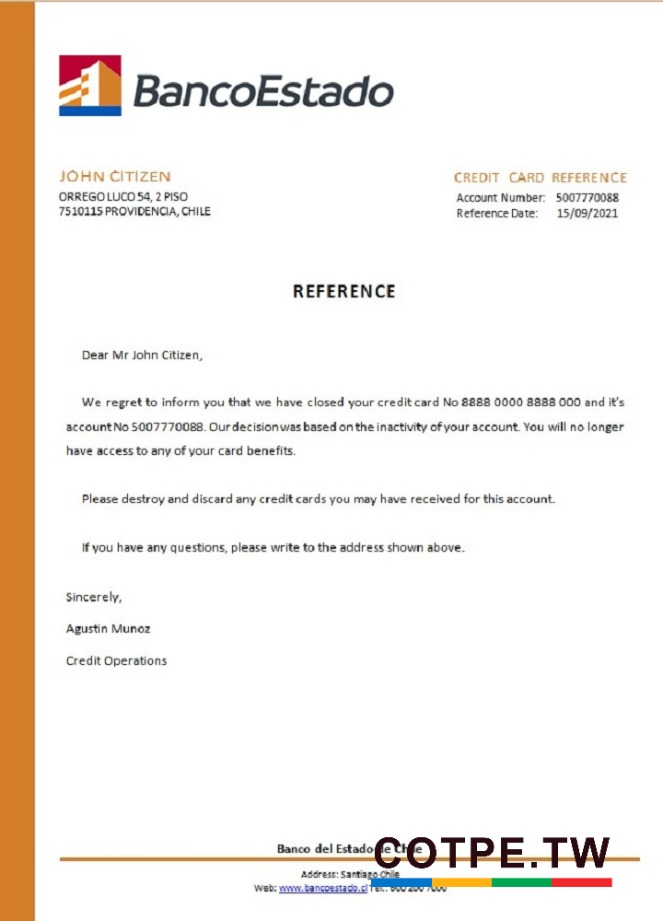 BancoEstado
JOHN CITIZEN
ORREGO LUCO 54, 2 PISO
7510115 PROVIDENCIA, CHILE
CREDIT CARD REFERENCE
Account Number: 5007770088
Reference Date: 15/09/2021
REFERENCE
Dear Mr John Citizen,
We regret to inform you that we have closed your credit card No 8888 0000 8888 000 and it's
account No 5007770088. Our decision was based on the inactivity of your account. You will no longer
have access to any of your card benefits.
Please destroy and discard any credit cards you may have received for this account.
If you have any questions, please write to the address shown above.
Sincerely,
Agustin Munoz
Credit Operations
Banco del Estado de Chile
COTPE.TW
Address: Santiago Chile
Web: www.bancoestado.cl Tel.: